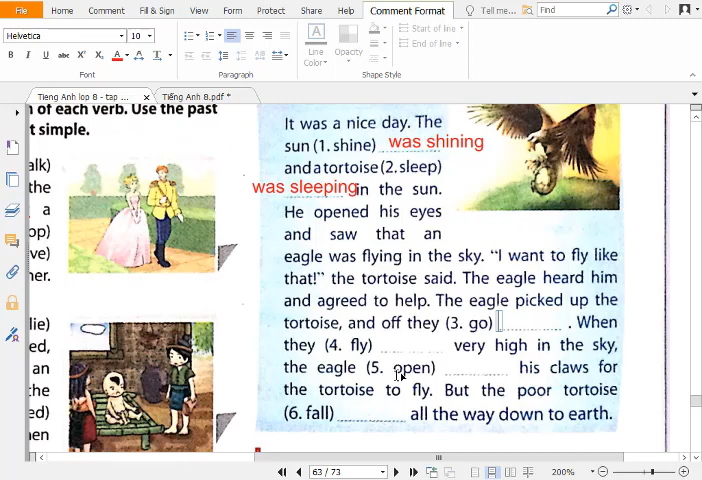 File Home Comment Fill & Sign View Form Protect Share Help Comment Format Tell me... Find
Helvetica 10
B I U abc X² X₂ A T
Font Paragraph
Line Color
Opacity
Start of line
End of line
Shape Style
Tieng Anh lop 8 - tap ... Tiếng Anh 8.pdf *
n of each verb. Use the past
t simple.
alk)
the
a
op)
ve)
her.
lie)
ed,
an
the
ed)
hen
It was a nice day. The
sun (1. shine) was shining
and a tortoise (2. sleep)
was sleeping in the sun.
He opened his eyes
and saw that an
eagle was flying in the sky. "I want to fly like
that!" the tortoise said. The eagle heard him
and agreed to help. The eagle picked up the
tortoise, and off they (3. go) ............ . When
they (4. fly) ............ very high in the sky,
the eagle (5. open) ............ his claws for
the tortoise to fly. But the poor tortoise
(6. fall) ............ all the way down to earth.
63 / 73 200%